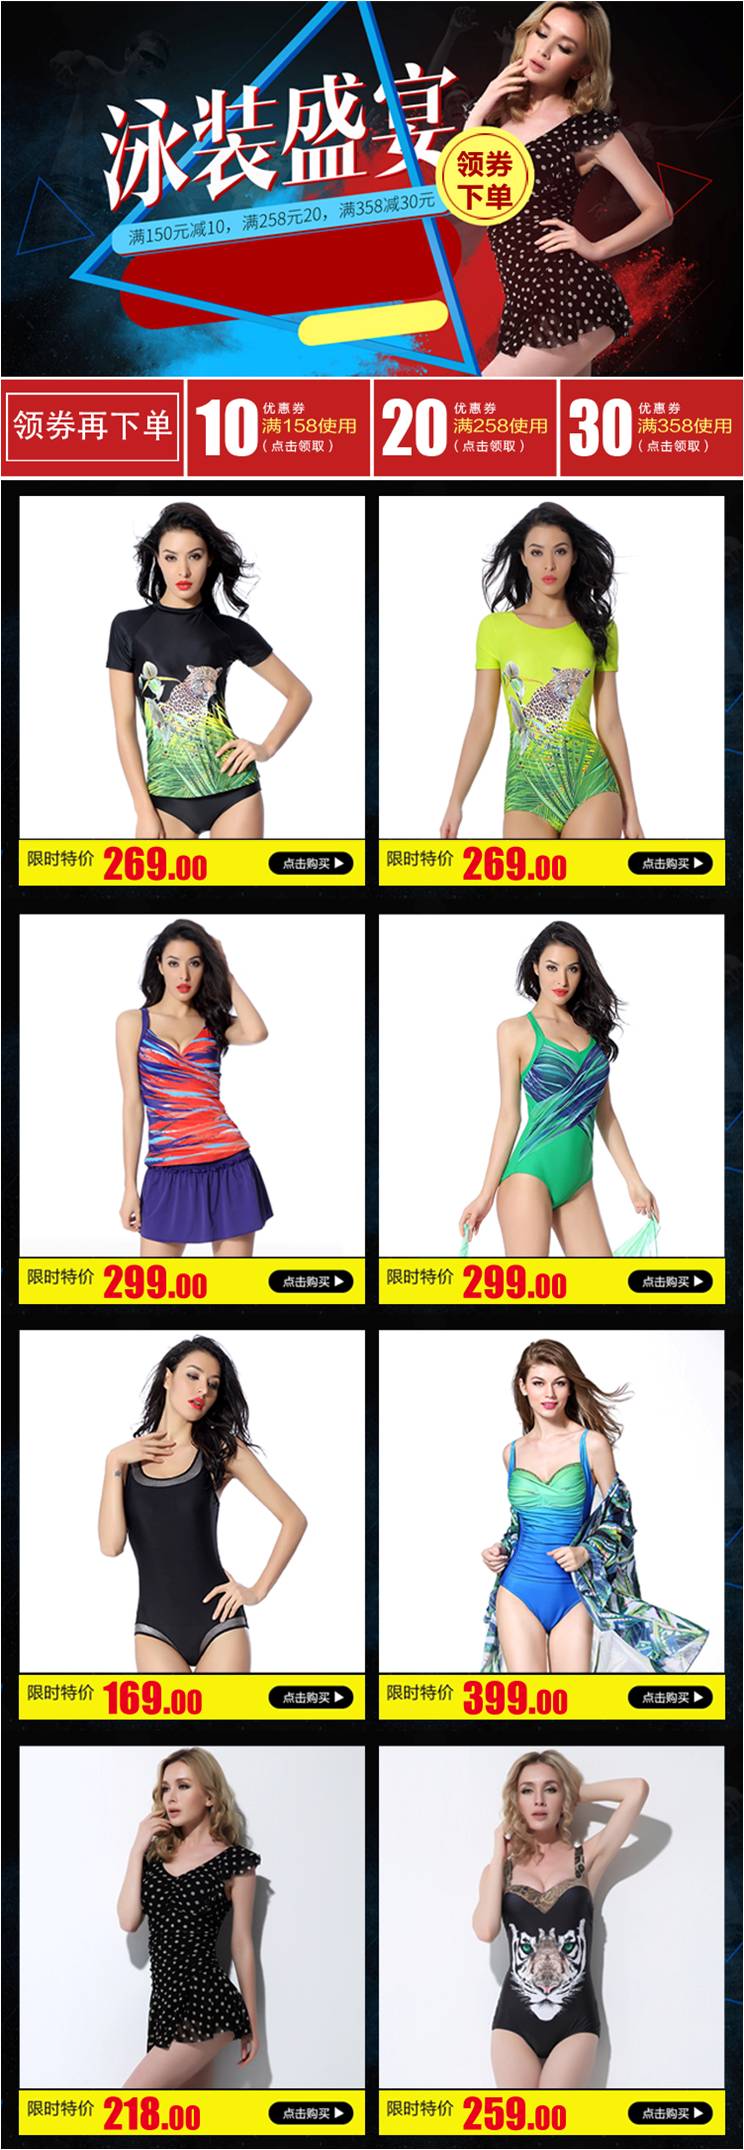 泳装盛宴
领券
下单
满150元减10，满258元20，满358减30元
领券再下单
10 优惠券
满158使用
（点击领取）
20 优惠券
满258使用
（点击领取）
30 优惠券
满358使用
（点击领取）
限时特价 269.00 点击购买
限时特价 269.00 点击购买
限时特价 299.00 点击购买
限时特价 299.00 点击购买
限时特价 169.00 点击购买
限时特价 399.00 点击购买
限时特价 218.00 点击购买
限时特价 259.00 点击购买